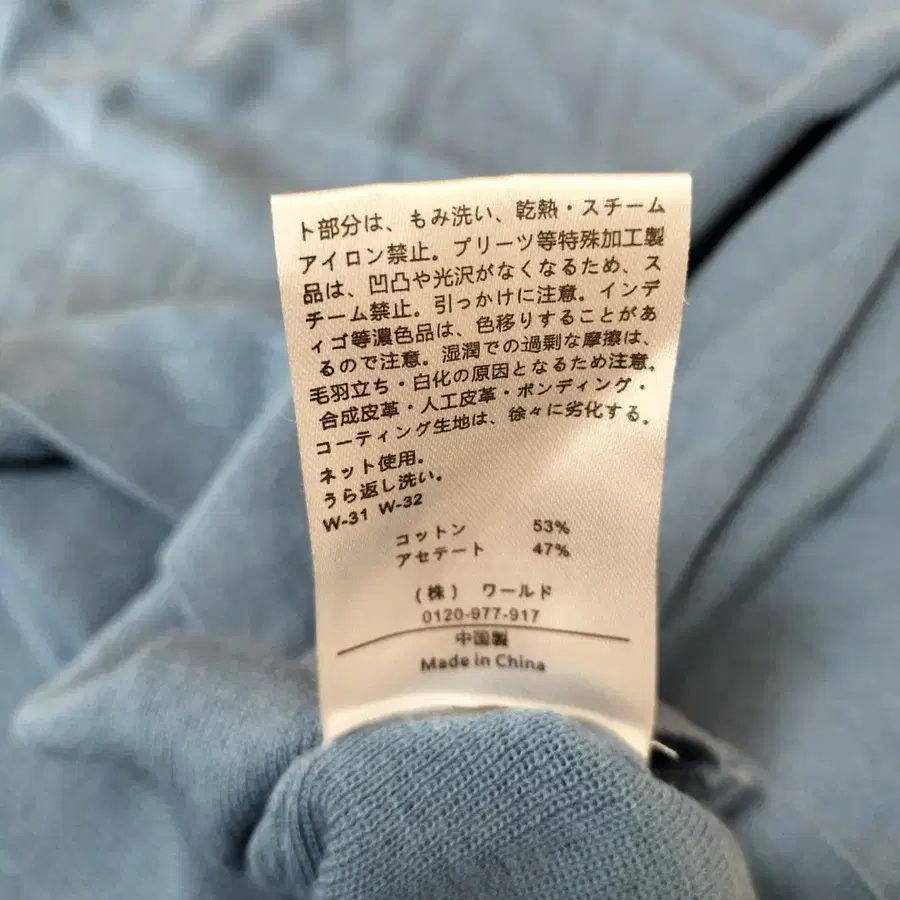 ト部分は、もみ洗い、乾熱・スチーム
アイロン禁止。プリーツ等特殊加工製
品は、凹凸や光沢がなくなるため、ス
チーム禁止。引っかけに注意。インデ
ィゴ等濃色品は、色移りすることがあ
るので注意。湿潤での過剰な摩擦は、
毛羽立ち・白化の原因となるため注意。
合成皮革・人工皮革・ボンディング・
コーティング生地は、徐々に劣化する。
ネット使用。
うら返し洗い。
W-31 W-32
コットン 53%
アセテート 47%
(株) ワールド
0120-977-917
中国製
Made in China